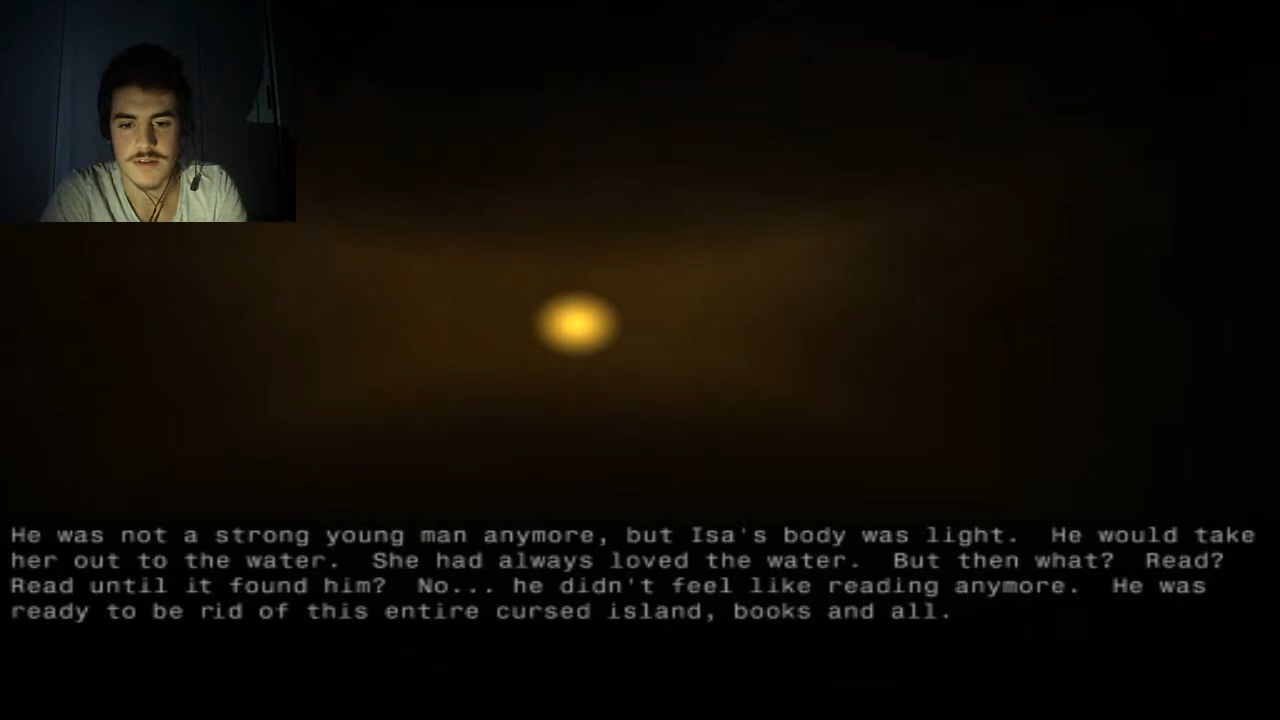 He was not a strong young man anymore, but Isa's body was light.  He would take
her out to the water.  She had always loved the water.  But then what?  Read?
Read until it found him?  No... he didn't feel like reading anymore.  He was
ready to be rid of this entire cursed island, books and all.